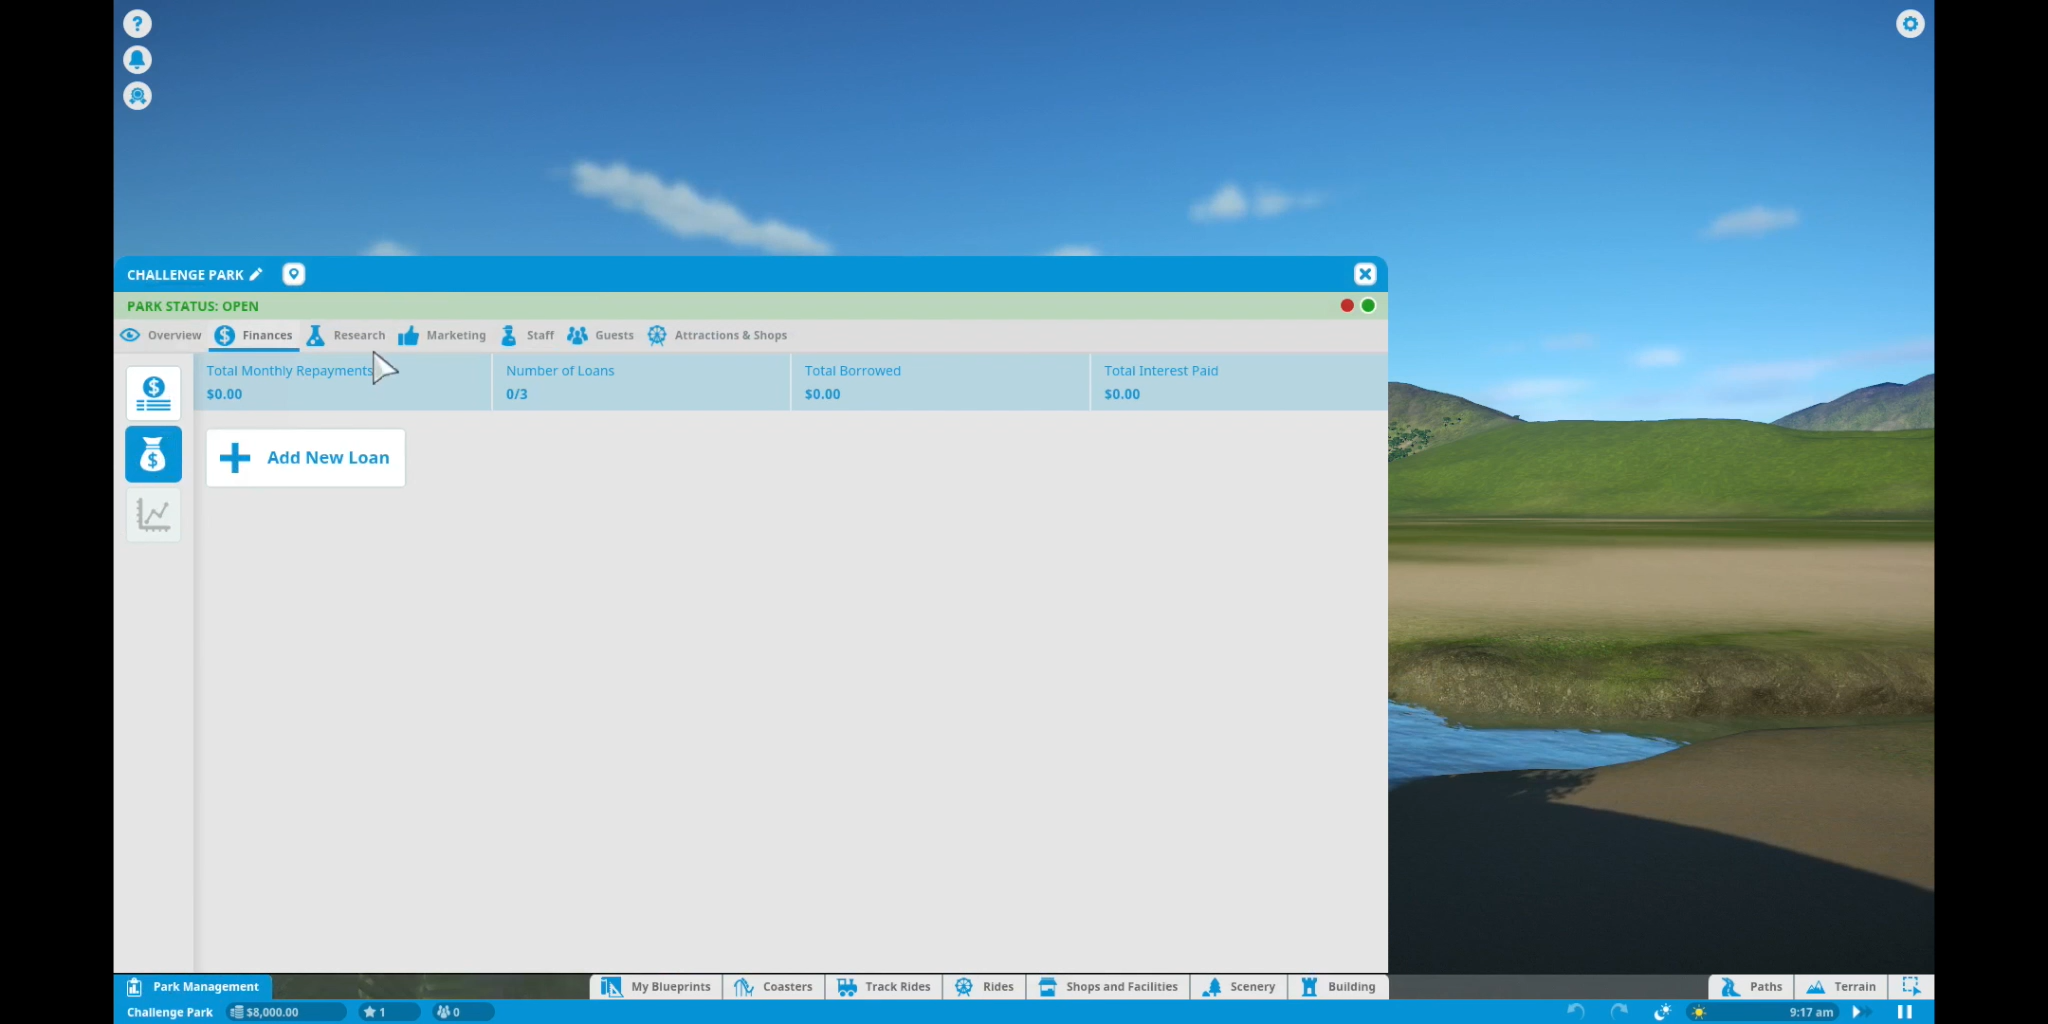 ?
CHALLENGE PARK
PARK STATUS: OPEN
Overview Finances Research Marketing Staff Guests Attractions & Shops
Total Monthly Repayments Number of Loans Total Borrowed Total Interest Paid
$0.00 0/3 $0.00 $0.00
Add New Loan
Park Management My Blueprints Coasters Track Rides Rides Shops and Facilities Scenery Building Paths Terrain
Challenge Park $8,000.00 1 0 9:17 am